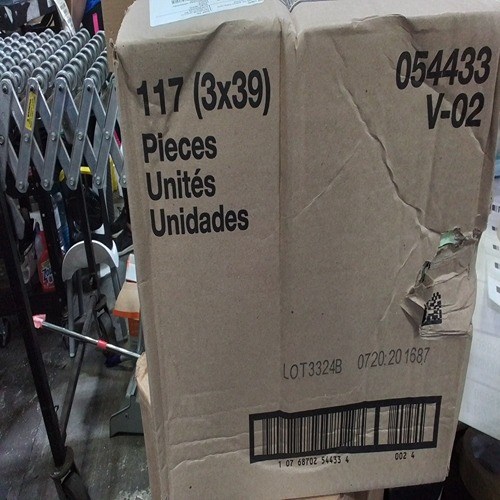 117 (3x39)
Pieces
Unités
Unidades
054433
V-02
LOT3324B 0720:20 1687
1 07 68702 54433 4 002 4